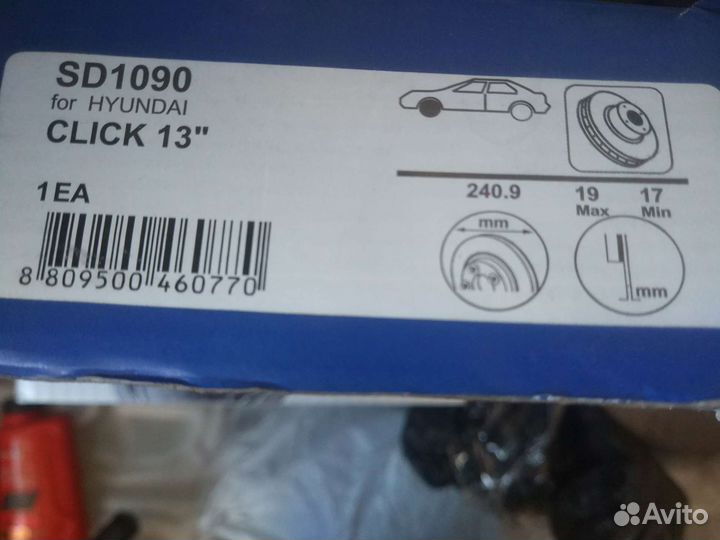 SD1090
for HYUNDAI
CLICK 13"
1EA
8 809500 460770
240.9
19
Max
17
Min
mm
mm
Avito